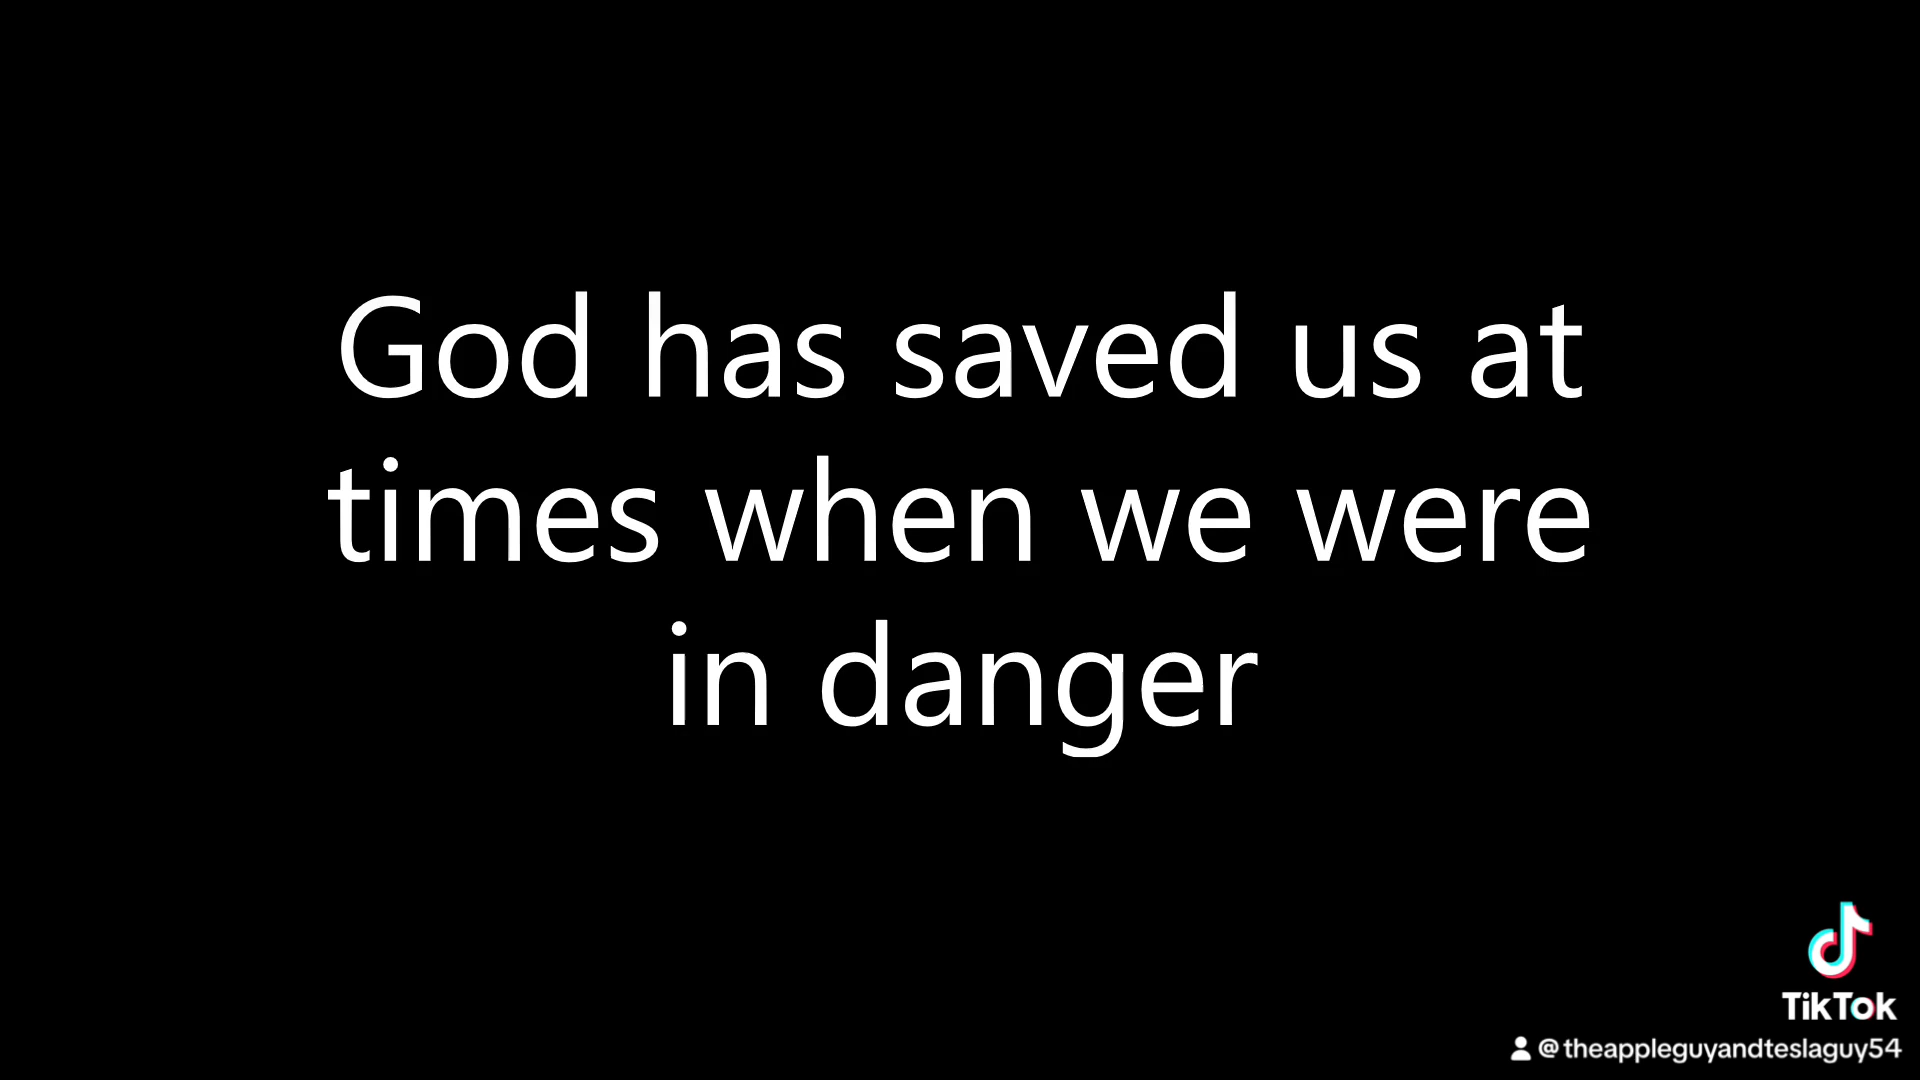 God has saved us at
times when we were
in danger
TikTok
@theappleguyandteslaguy54